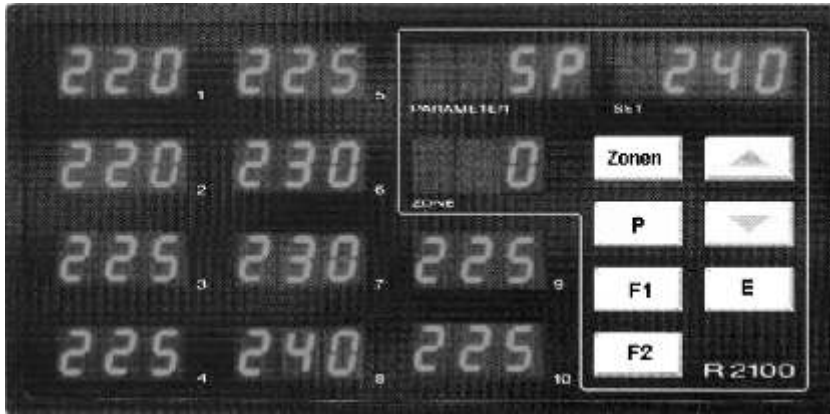 220 1 225 5 SP 240
PARAMETER SET
220 2 230 6 0 Zonen
ZONE
P
225 3 230 7 225 9
F1 E
225 4 240 8 225 10
F2
R 2100